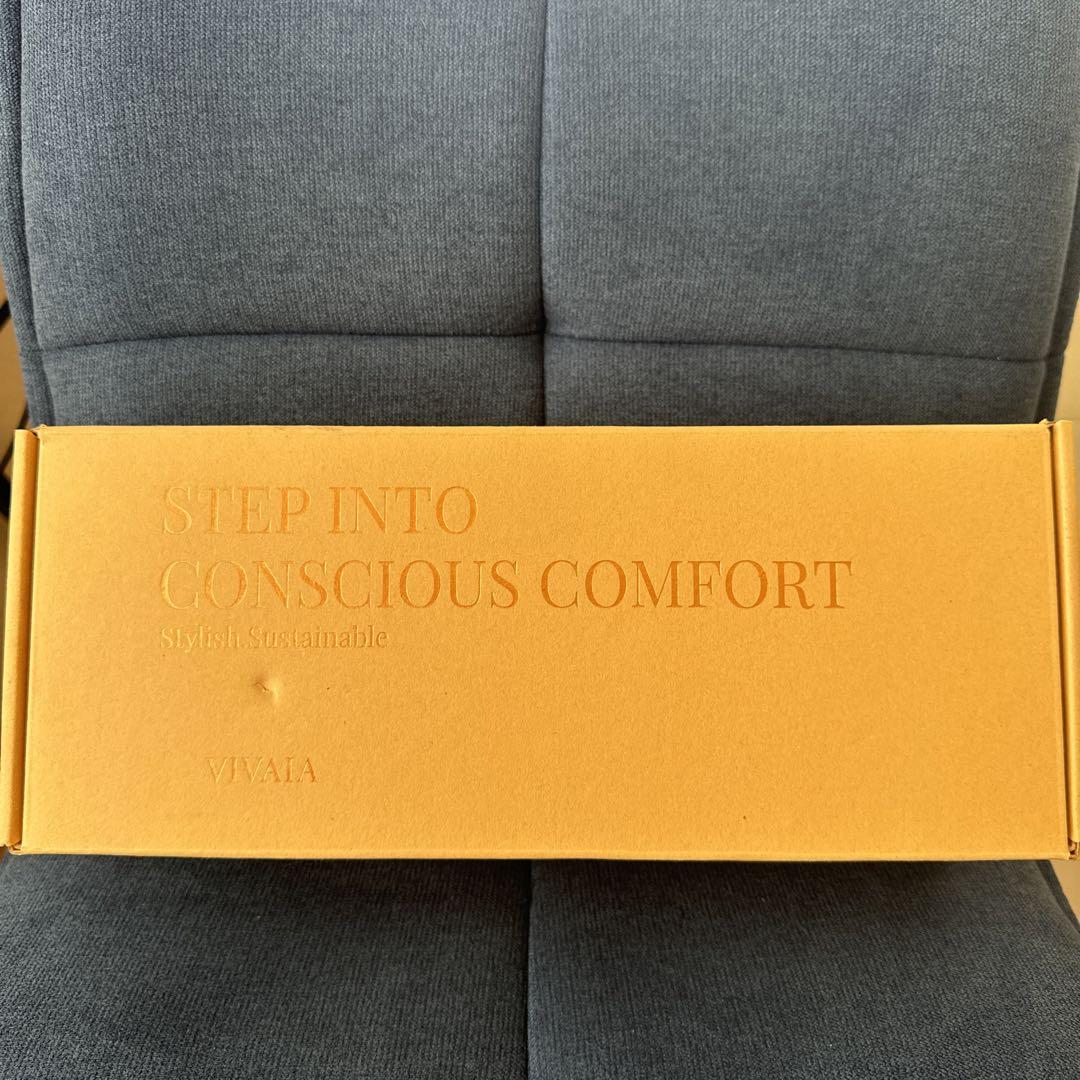 STEP INTO
CONSCIOUS COMFORT
Stylish.Sustainable
VIVAIA